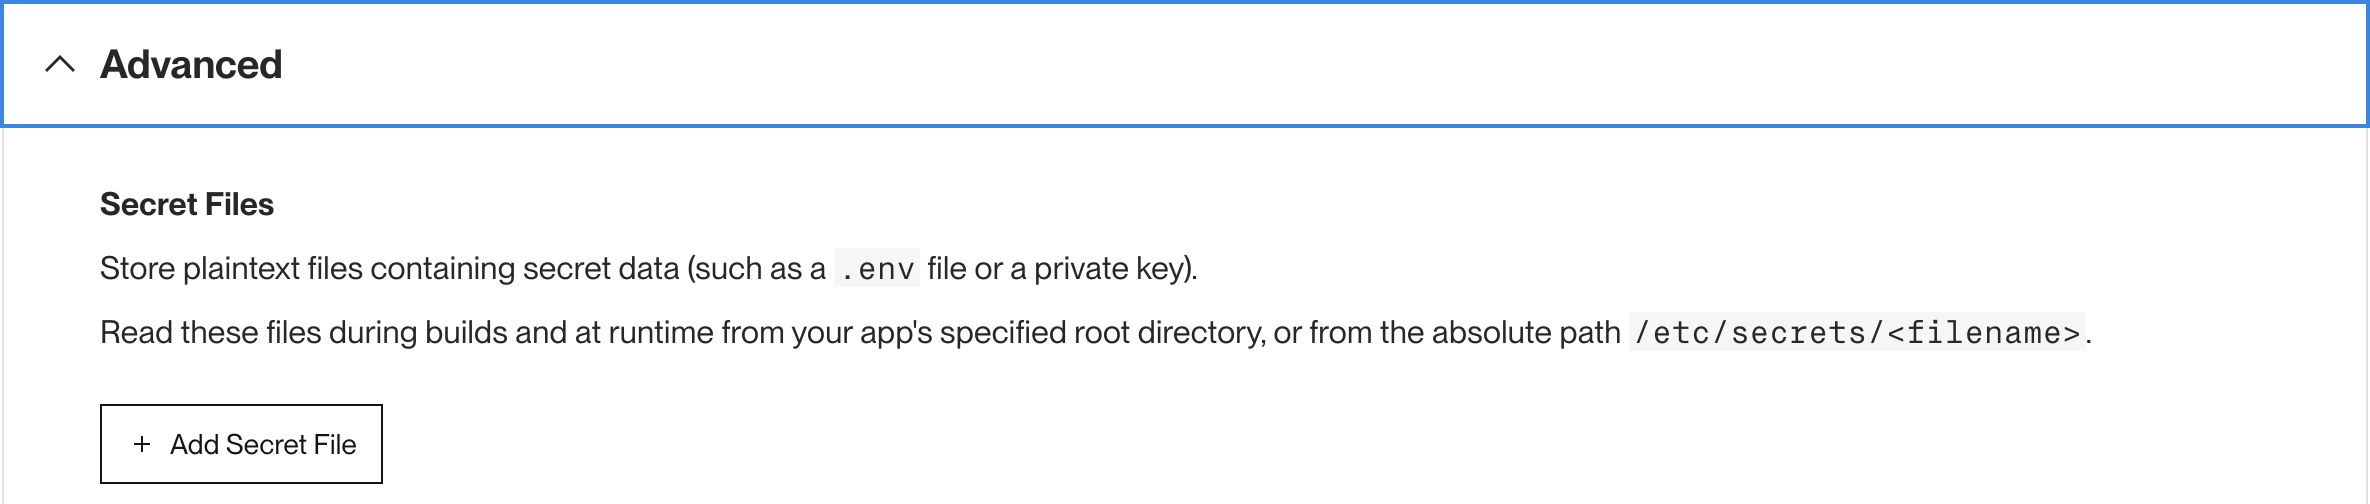 Advanced
Secret Files
Store plaintext files containing secret data (such as a .env file or a private key).
Read these files during builds and at runtime from your app's specified root directory, or from the absolute path /etc/secrets/<filename>.
+ Add Secret File